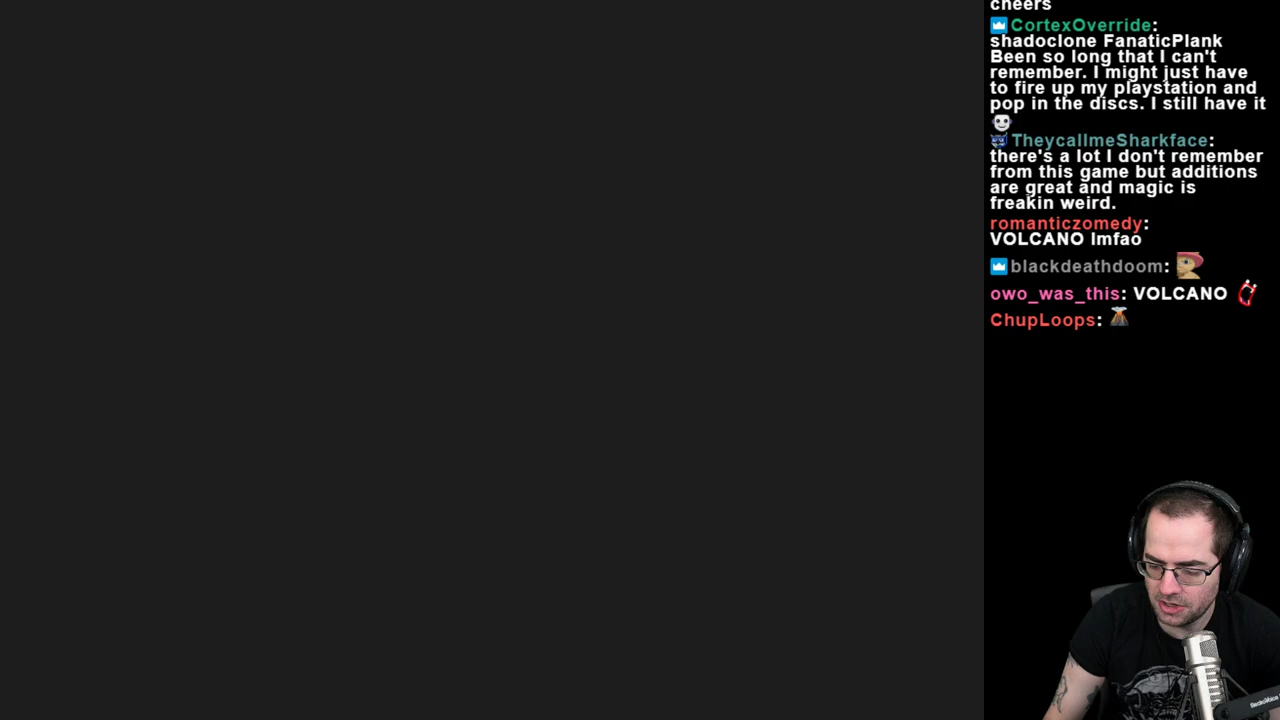 cheers
CortexOverride:
shadoclone FanaticPlank
Been so long that I can't
remember. I might just have
to fire up my playstation and
pop in the discs. I still have it
TheycallmeSharkface:
there's a lot I don't remember
from this game but additions
are great and magic is
freakin weird.
romanticzomedy:
VOLCANO lmfao
blackdeathdoom:
owo_was_this: VOLCANO
ChupLoops: